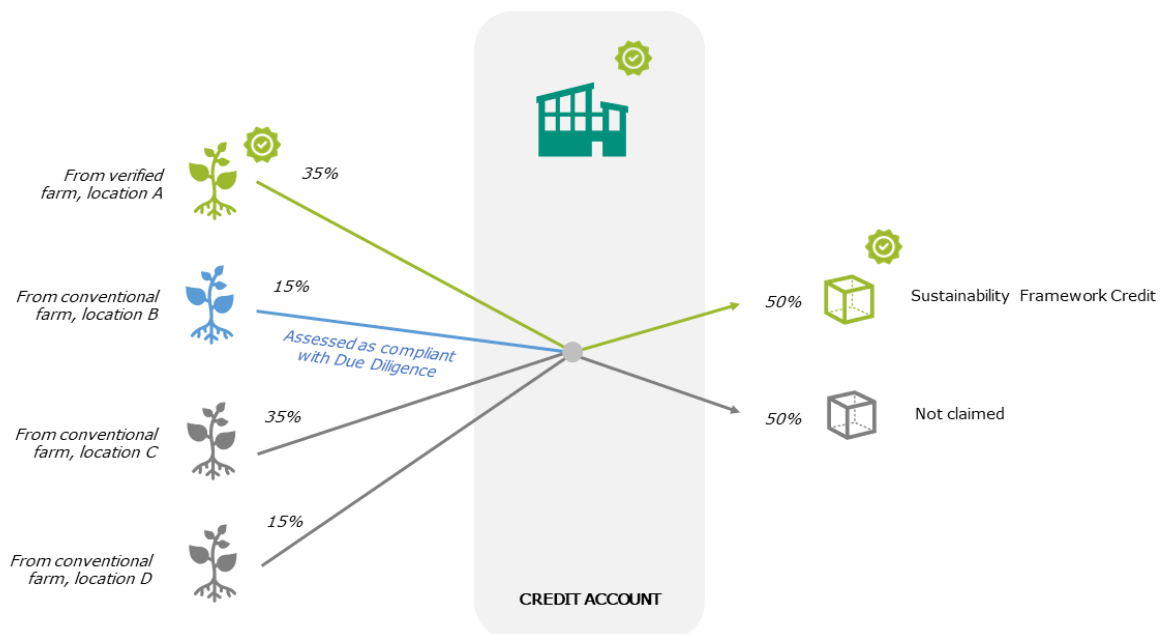 From verified
farm, location A
35%
From conventional
farm, location B
15%
Assessed as compliant
with Due Diligence
From conventional
farm, location C
35%
From conventional
farm, location D
15%
50%
Sustainability Framework Credit
50%
Not claimed
CREDIT ACCOUNT